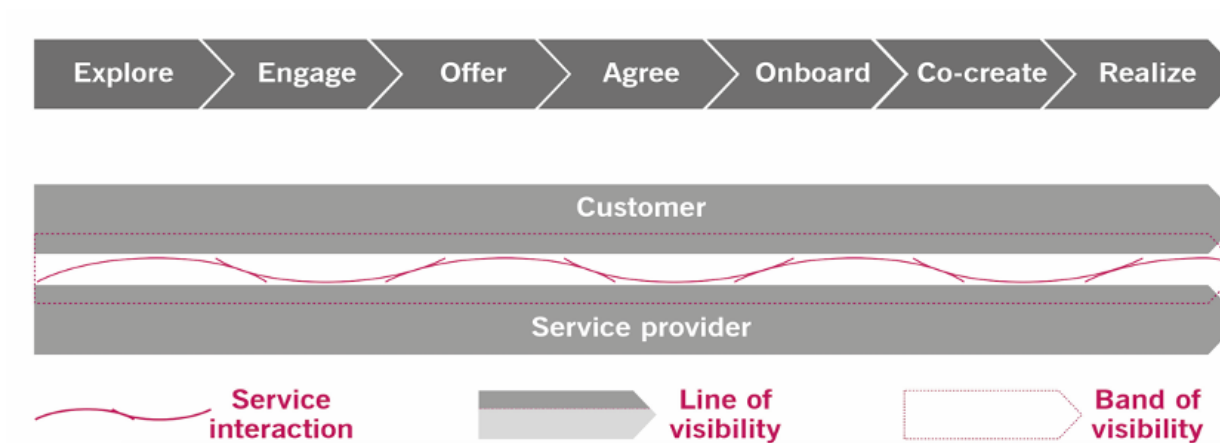 Explore Engage Offer Agree Onboard Co-create Realize
Customer
Service provider
Service
interaction
Line of
visibility
Band of
visibility